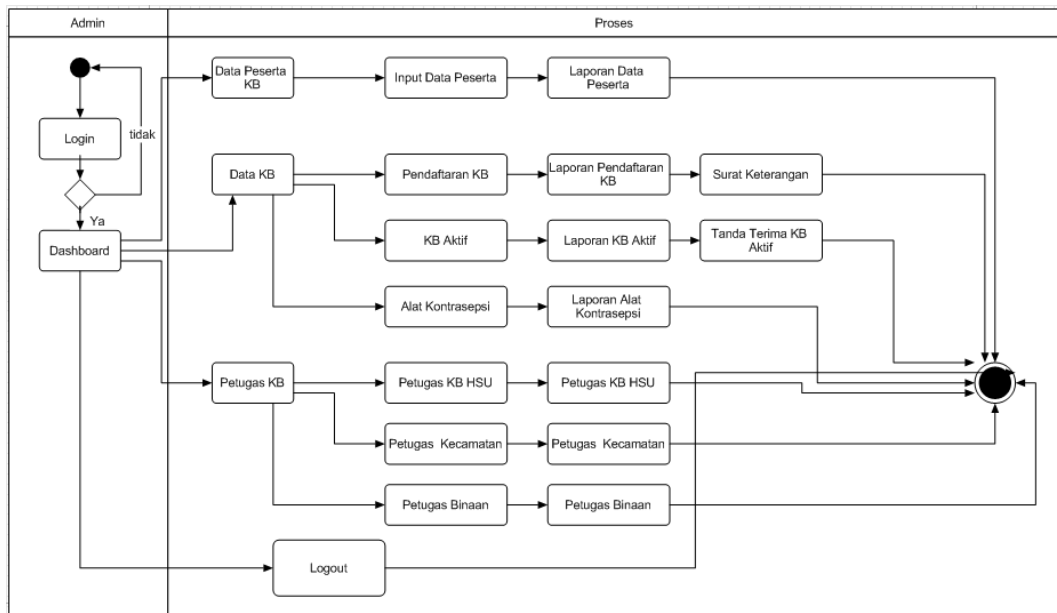 Admin
Proses
Data Peserta
KB
Input Data Peserta
Laporan Data
Peserta
Login
tidak
Ya
Dashboard
Data KB
Pendaftaran KB
Laporan Pendaftaran
KB
Surat Keterangan
KB Aktif
Laporan KB Aktif
Tanda Terima KB
Aktif
Alat Kontrasepsi
Laporan Alat
Kontrasepsi
Petugas KB
Petugas KB HSU
Petugas KB HSU
Petugas Kecamatan
Petugas Kecamatan
Petugas Binaan
Petugas Binaan
Logout